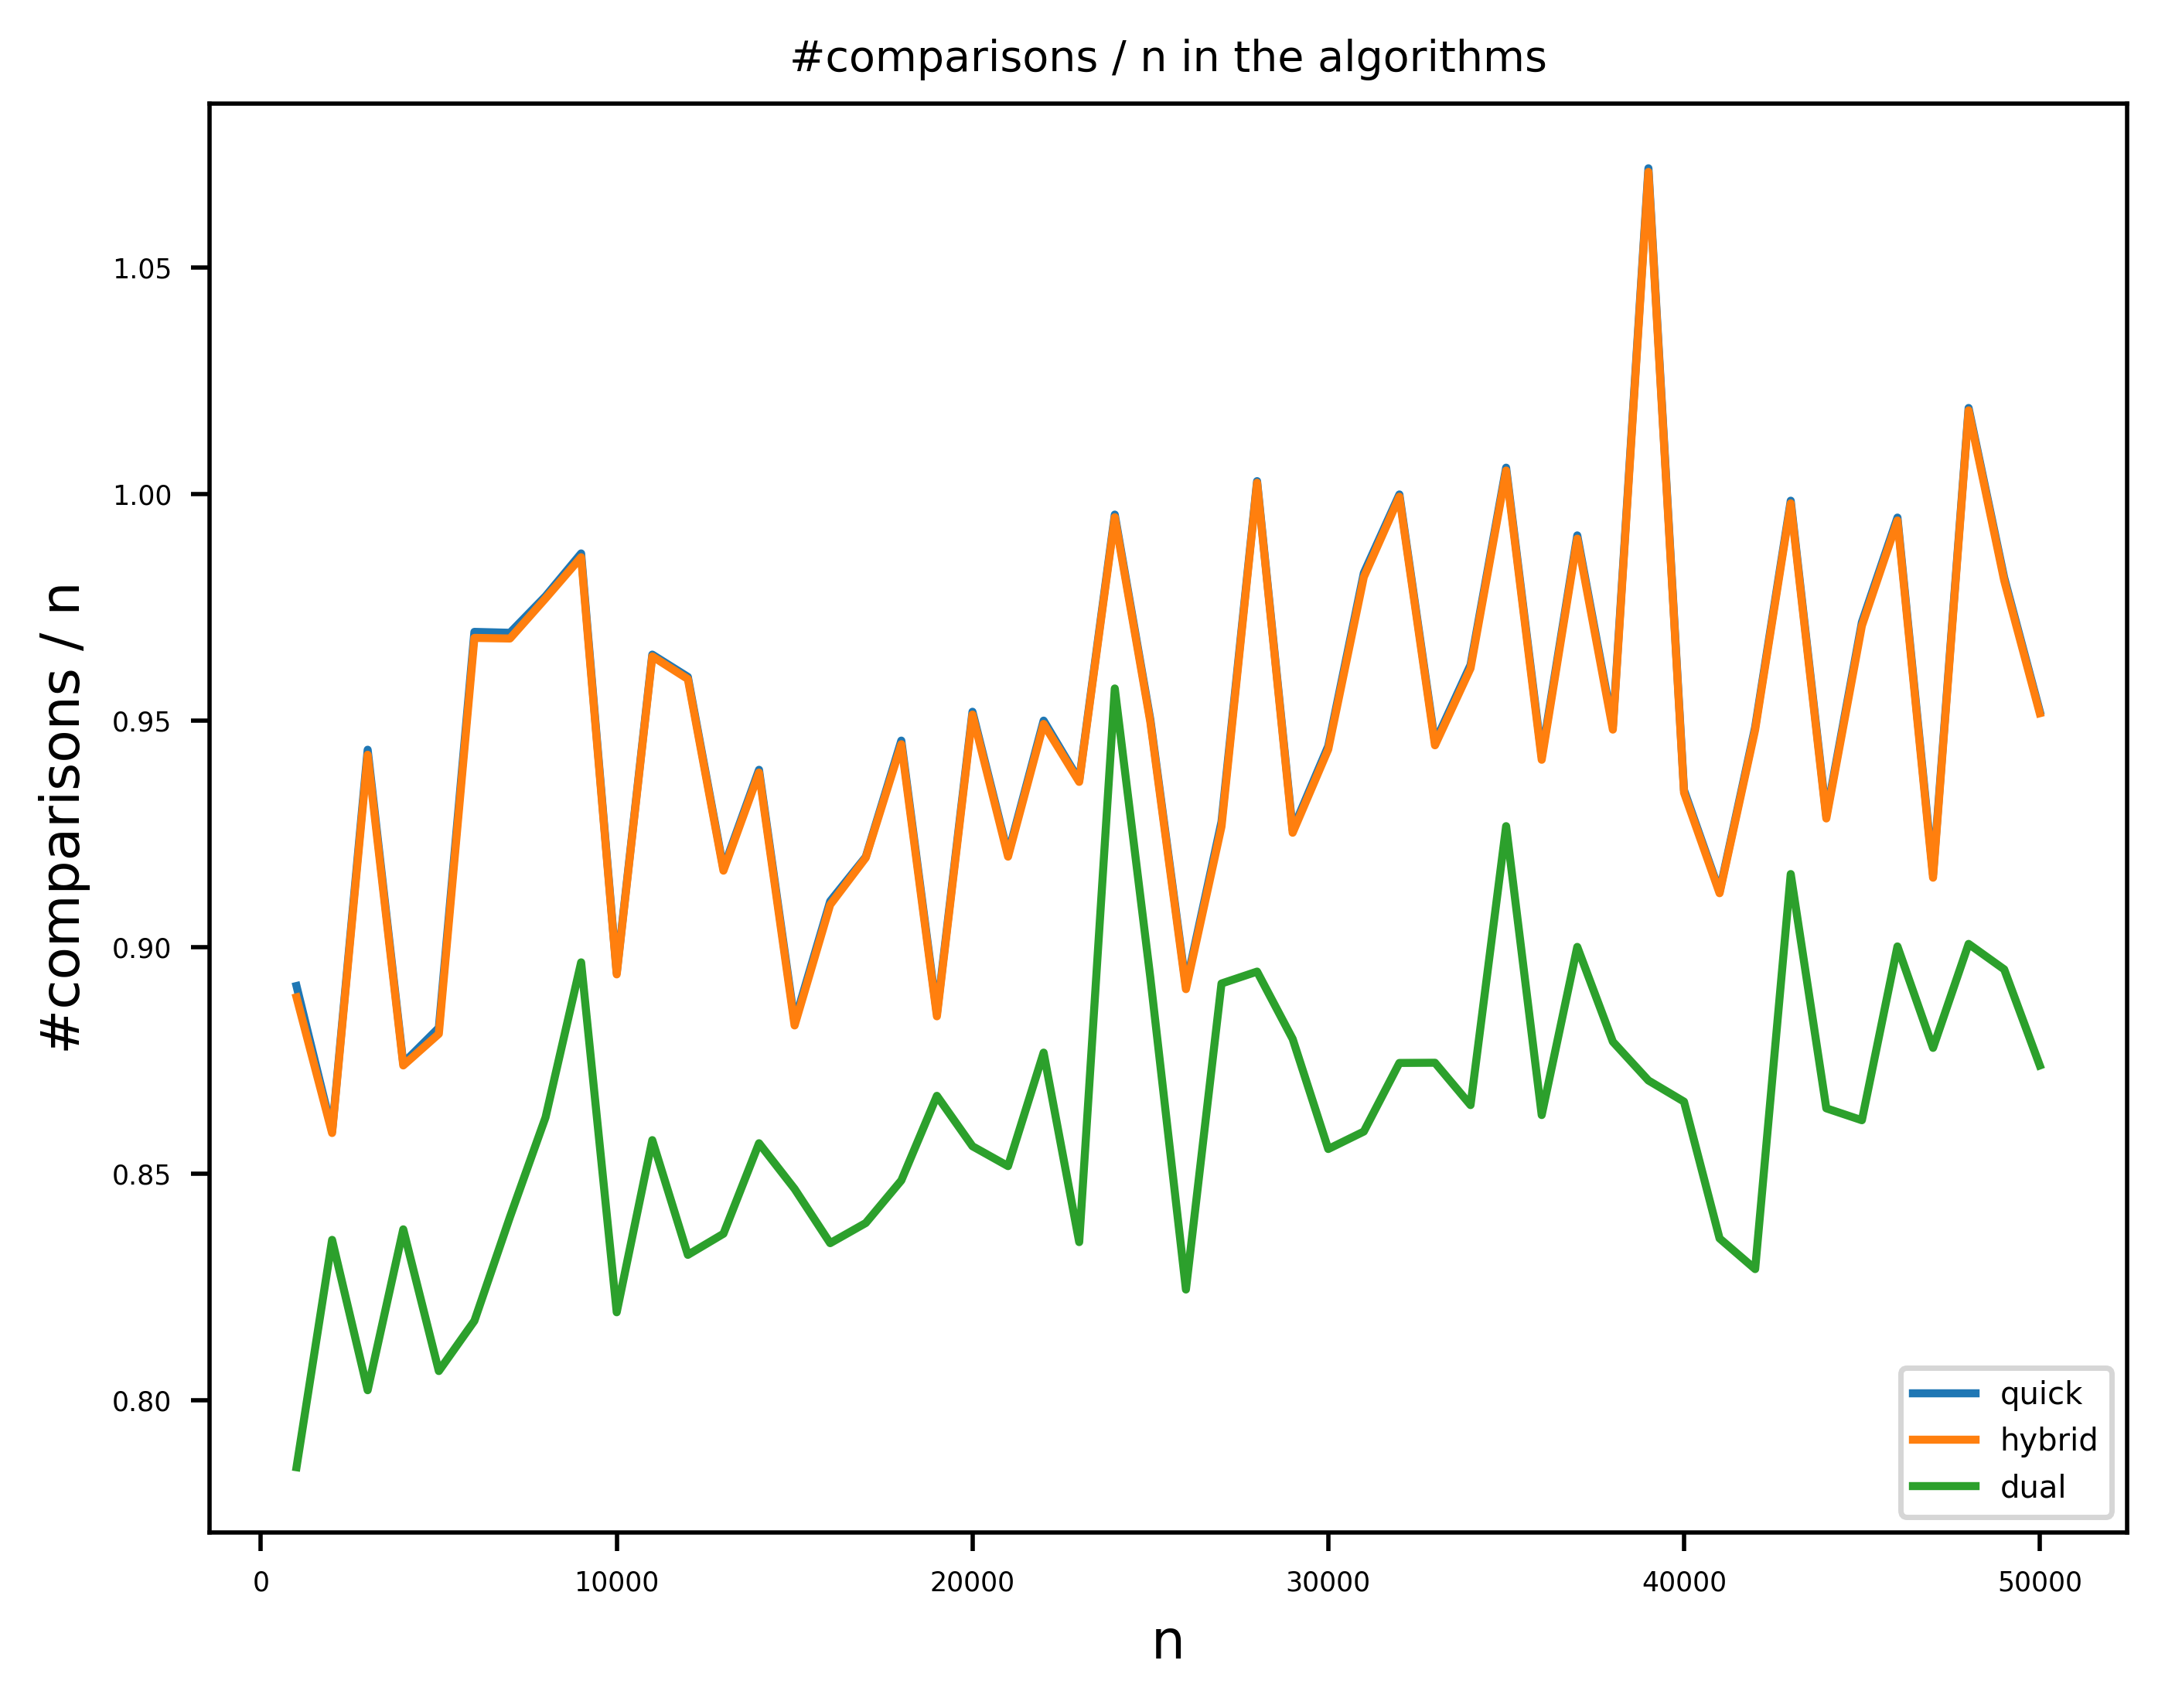 #comparisons / n in the algorithms
#comparisons / n
1.05
1.00
0.95
0.90
0.85
0.80
quick
hybrid
dual
0 10000 20000 30000 40000 50000
n